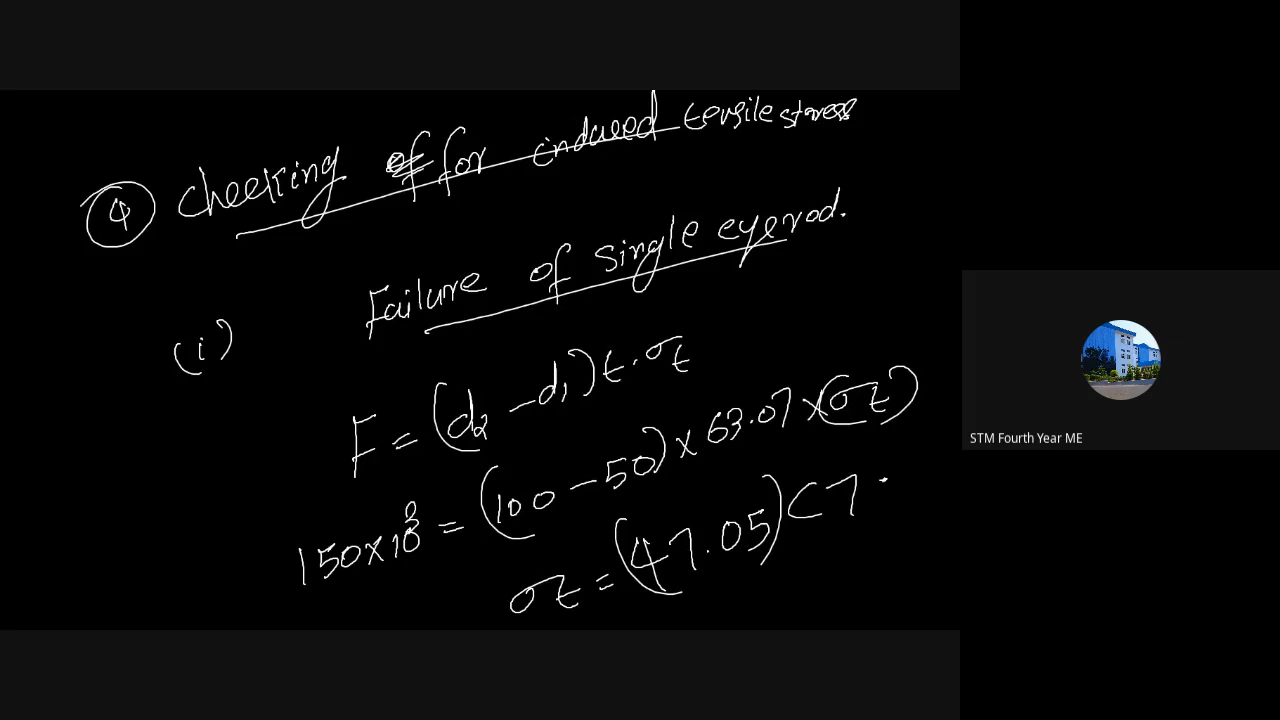 ④ Checking of for induced tensile stress
Failure of single eyerod.
(i)
F = (d₂ - d₁) t · σt
150×10³ = (100 - 50) × 63.07 × (σt)
σt = (47.05) < 7
STM Fourth Year ME